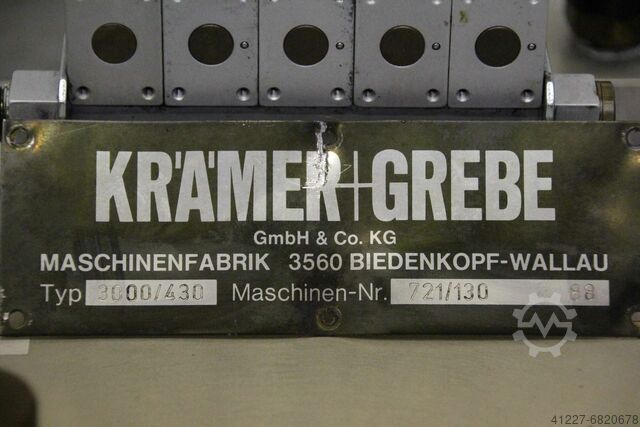 KRÄMER+GREBE
GmbH & Co. KG
MASCHINENFABRIK 3560 BIEDENKOPF-WALLAU
Typ 3000/430 Maschinen-Nr. 721/130 88
41227-6820678